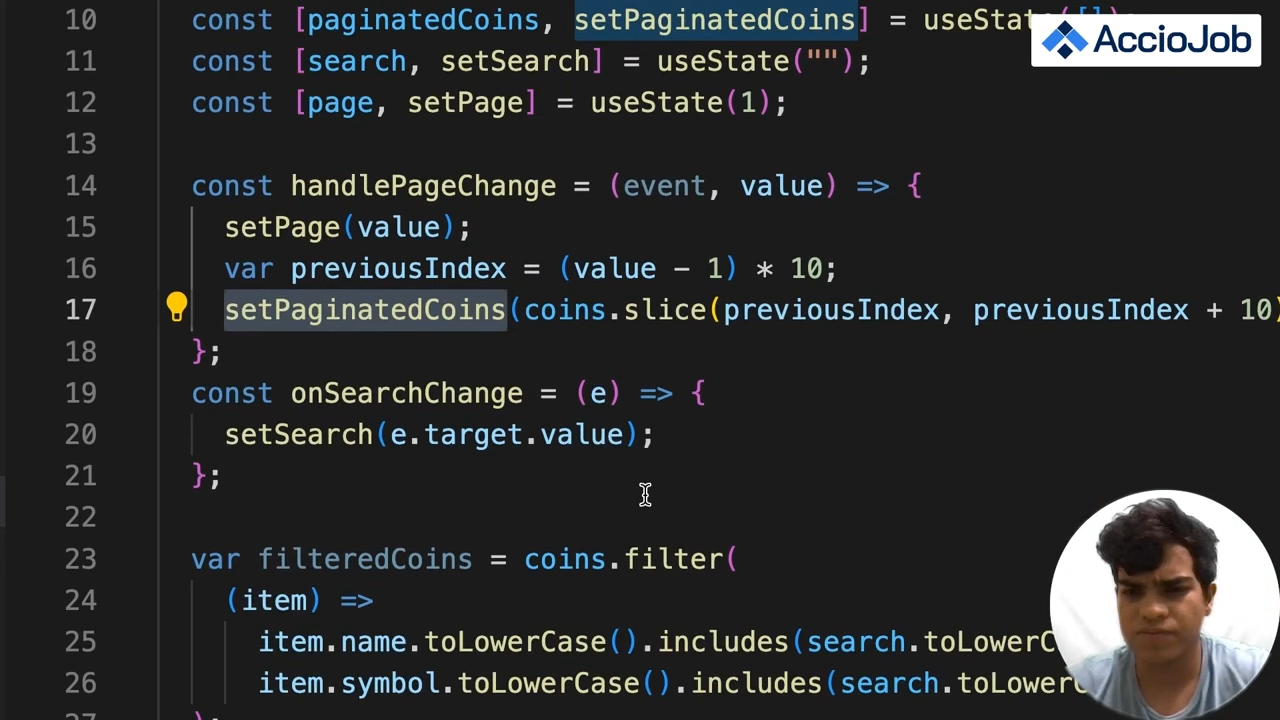 AccioJob
10 const [paginatedCoins, setPaginatedCoins] = useState([]);
11 const [search, setSearch] = useState("");
12 const [page, setPage] = useState(1);
13
14 const handlePageChange = (event, value) => {
15 setPage(value);
16 var previousIndex = (value - 1) * 10;
17 setPaginatedCoins(coins.slice(previousIndex, previousIndex + 10)
18 };
19 const onSearchChange = (e) => {
20 setSearch(e.target.value);
21 };
22
23 var filteredCoins = coins.filter(
24 (item) =>
25 item.name.toLowerCase().includes(search.toLowerC
26 item.symbol.toLowerCase().includes(search.toLowerC
27 );